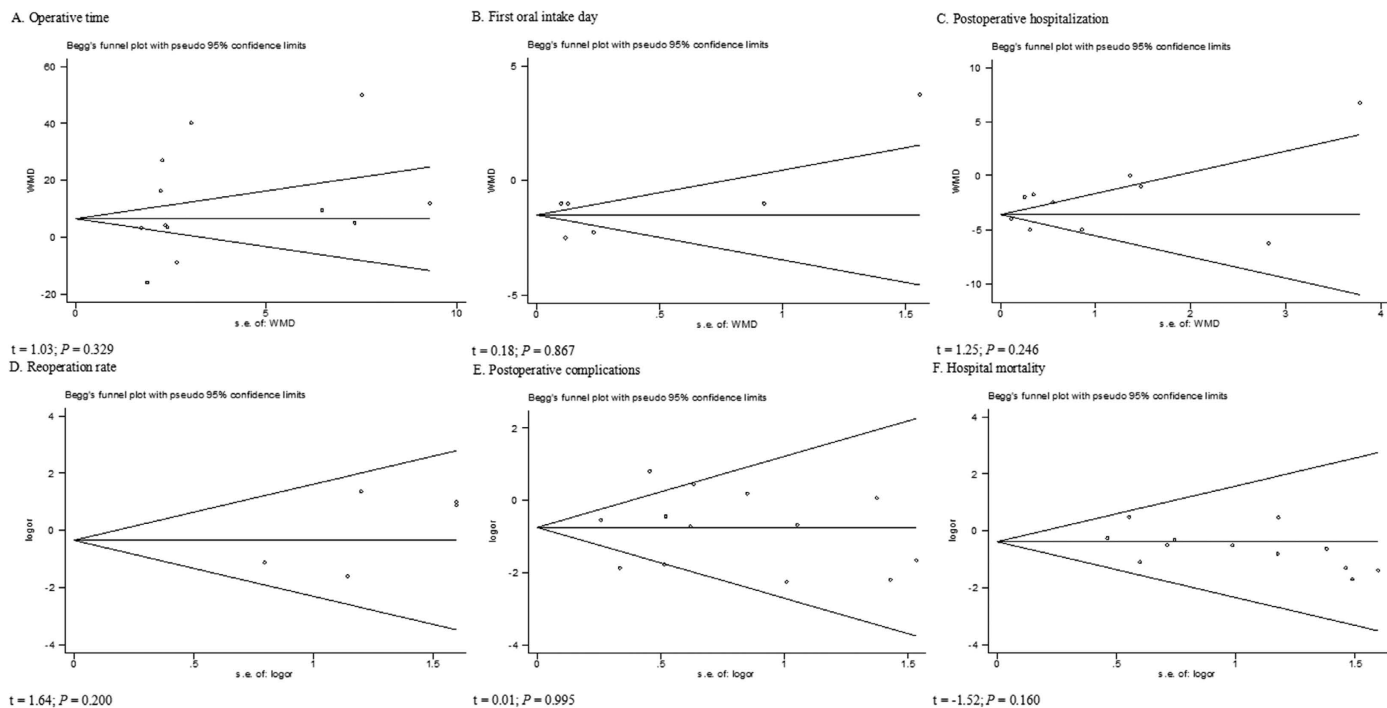 A. Operative time
Begg's funnel plot with pseudo 95% confidence limits
60
40
20
0
-20
WMD
0
5
10
s.e. of: WMD
t = 1.03; P = 0.329
B. First oral intake day
Begg's funnel plot with pseudo 95% confidence limits
5
0
-5
WMD
0
.5
1
1.5
s.e. of: WMD
t = 0.18; P = 0.867
C. Postoperative hospitalization
Begg's funnel plot with pseudo 95% confidence limits
10
5
0
-5
-10
WMD
0
1
2
3
4
s.e. of: WMD
t = 1.25; P = 0.246
D. Reoperation rate
Begg's funnel plot with pseudo 95% confidence limits
4
2
0
-2
-4
logor
0
.5
1
1.5
s.e. of: logor
t = 1.64; P = 0.200
E. Postoperative complications
Begg's funnel plot with pseudo 95% confidence limits
2
0
-2
-4
logor
0
.5
1
1.5
s.e. of: logor
t = 0.01; P = 0.995
F. Hospital mortality
Begg's funnel plot with pseudo 95% confidence limits
4
2
0
-2
-4
logor
0
.5
1
1.5
s.e. of: logor
t = -1.52; P = 0.160